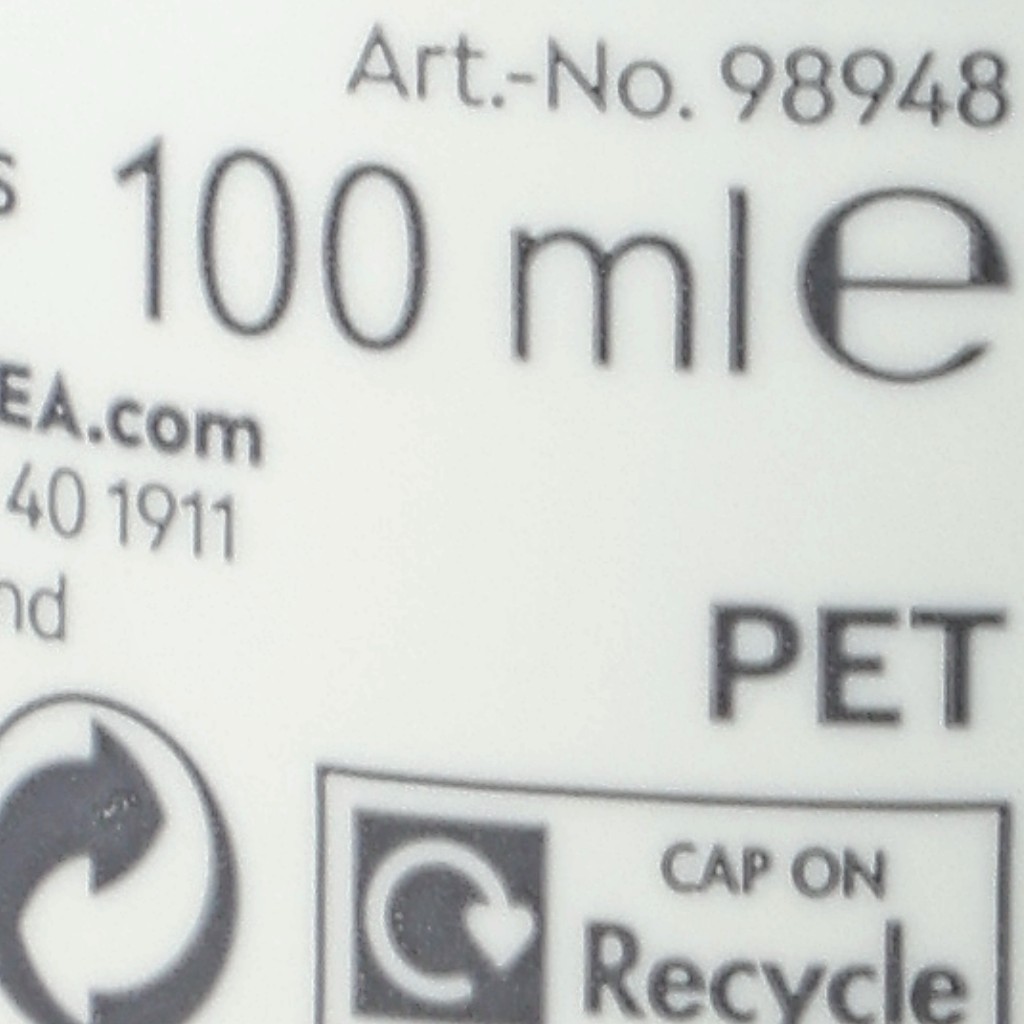 Art.-No. 98948
100 ml e
EA.com
40 1911
nd
PET
CAP ON
Recycle